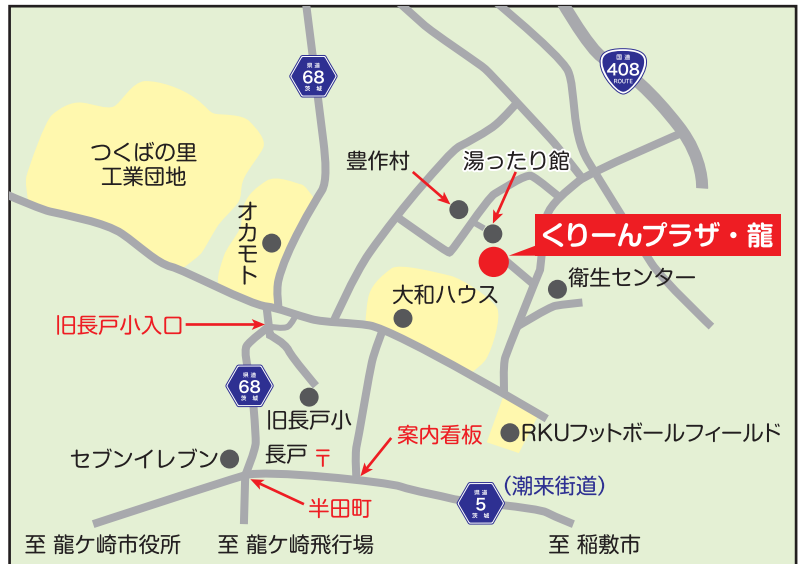 県道
68
茨城
国道
408
ROUTE
つくばの里
工業団地
豊作村
湯ったり館
オカモト
くりーんプラザ・龍
衛生センター
大和ハウス
旧長戸小入口
県道
68
茨城
旧長戸小
案内看板
RKUフットボールフィールド
セブンイレブン
長戸 〒
(潮来街道)
県道
5
茨城
半田町
至 龍ケ崎市役所
至 龍ケ崎飛行場
至 稲敷市